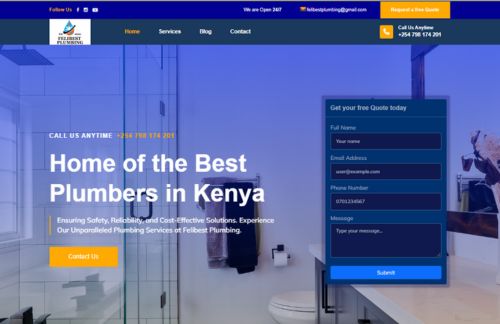 Follow Us
We are Open 24/7
felibestplumbing@gmail.com
Request a free Quote
FELIBEST
PLUMBING
Home
Services
Blog
Contact
Call Us Anytime
+254 798 174 201
CALL US ANYTIME +254 798 174 201
Home of the Best
Plumbers in Kenya
Ensuring Safety, Reliability, and Cost-Effective Solutions. Experience
Our Unparalleled Plumbing Services at Felibest Plumbing.
Contact Us
Get your free Quote today
Full Name
Your name
Email Address
user@example.com
Phone Number
0701234567
Message
Type your message...
Submit